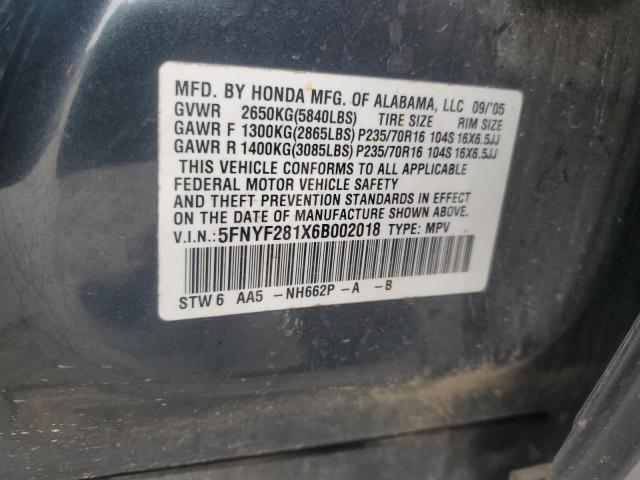 MFD. BY HONDA MFG. OF ALABAMA, LLC 09/'05
GVWR 2650KG(5840LBS) TIRE SIZE RIM SIZE
GAWR F 1300KG(2865LBS) P235/70R16 104S 16X6.5JJ
GAWR R 1400KG(3085LBS) P235/70R16 104S 16X6.5JJ
THIS VEHICLE CONFORMS TO ALL APPLICABLE
FEDERAL MOTOR VEHICLE SAFETY
AND THEFT PREVENTION STANDARDS IN EFFECT
ON THE DATE OF MANUFACTURE SHOWN ABOVE.
V.I.N.:5FNYF281X6B002018 TYPE: MPV
STW 6 AA5 -NH662P -A -B